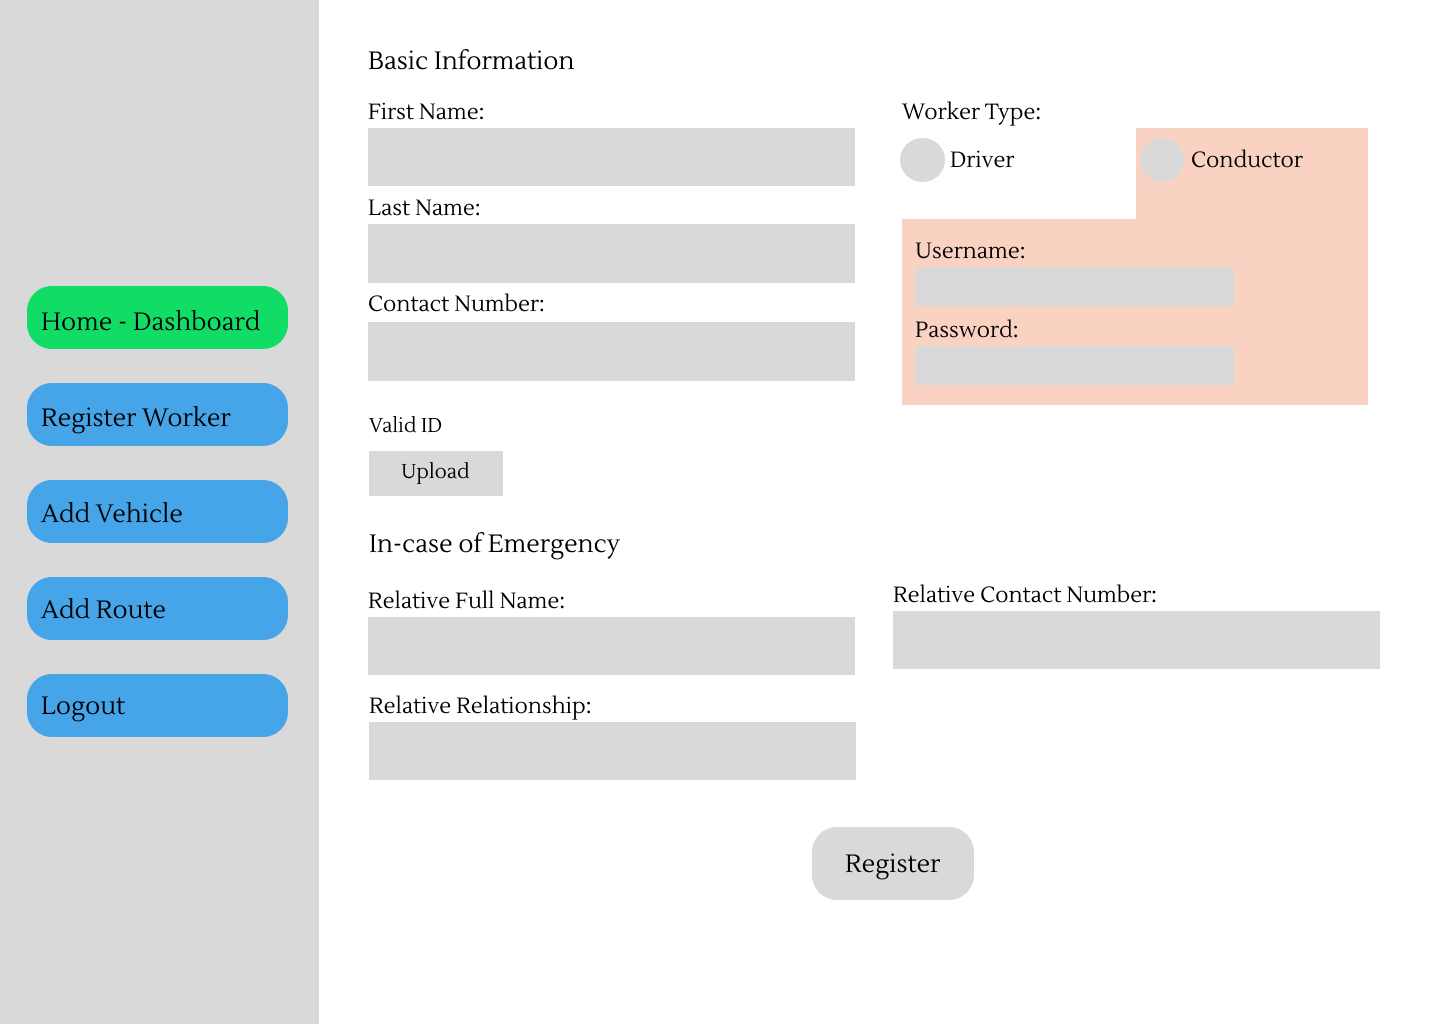 Home - Dashboard
Register Worker
Add Vehicle
Add Route
Logout
Basic Information
First Name:
Last Name:
Contact Number:
Valid ID
Upload
Worker Type:
Driver
Conductor
Username:
Password:
In-case of Emergency
Relative Full Name:
Relative Contact Number:
Relative Relationship:
Register